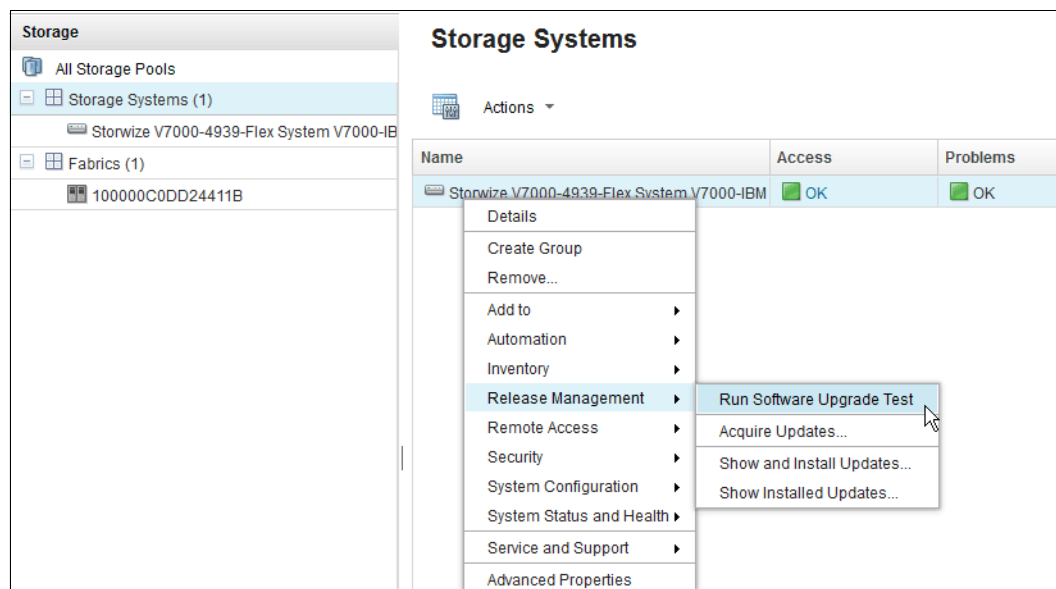 Storage
All Storage Pools
Storage Systems (1)
Storwize V7000-4939-Flex System V7000-IB
Fabrics (1)
100000C0DD24411B
Storage Systems
Actions
Name Access Problems
Storwize V7000-4939-Flex System V7000-IBM OK OK
Details
Create Group
Remove...
Add to
Automation
Inventory
Release Management
Remote Access
Security
System Configuration
System Status and Health
Service and Support
Advanced Properties
Run Software Upgrade Test
Acquire Updates...
Show and Install Updates...
Show Installed Updates...